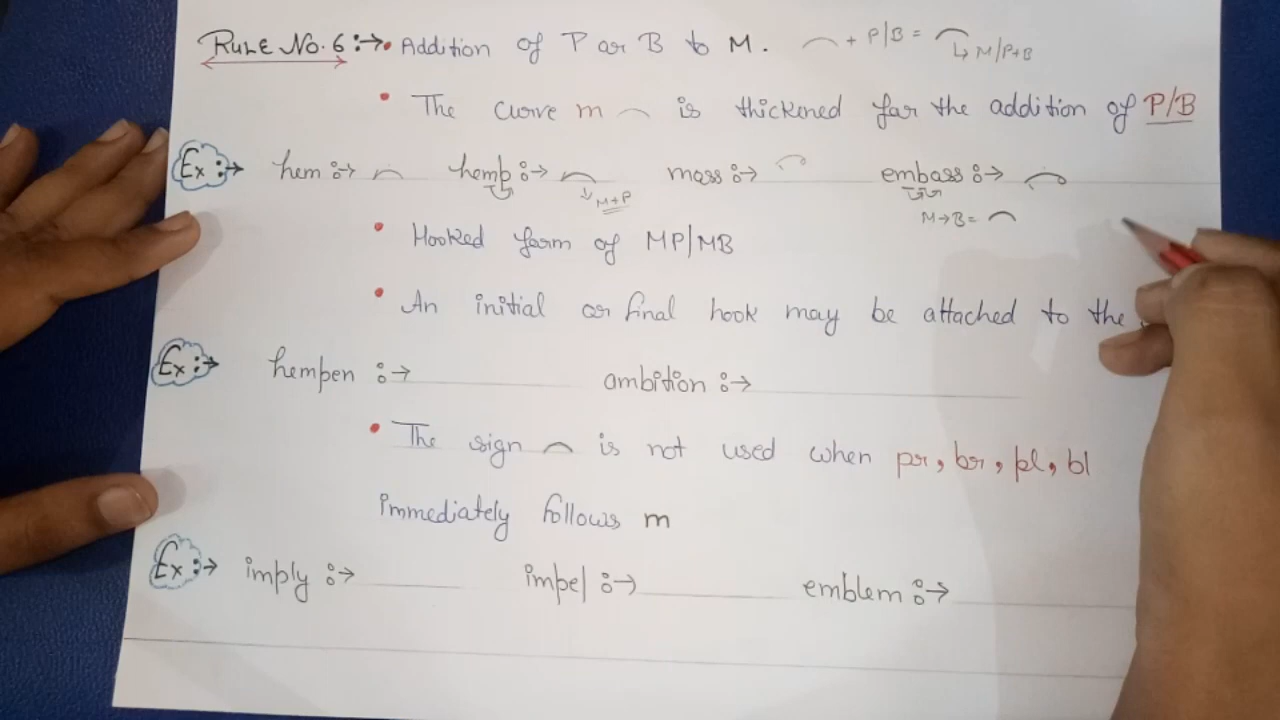 Rule No. 6 :→ • Addition of P or B to M. ⌒ + P/B = ⌒ ↳ M/P+B
• The curve m ⌒ is thickened for the addition of P/B
Ex :→ hem :→ hemp :→ mass :→ embass :→
↓ M+P M→B = ⌒
• Hooked form of MP/MB
• An initial or final hook may be attached to the
Ex :→ hempen :→ ambition :→
• The sign ⌒ is not used when pr, br, pl, bl
immediately follows m
Ex :→ imply :→ impel :→ emblem :→